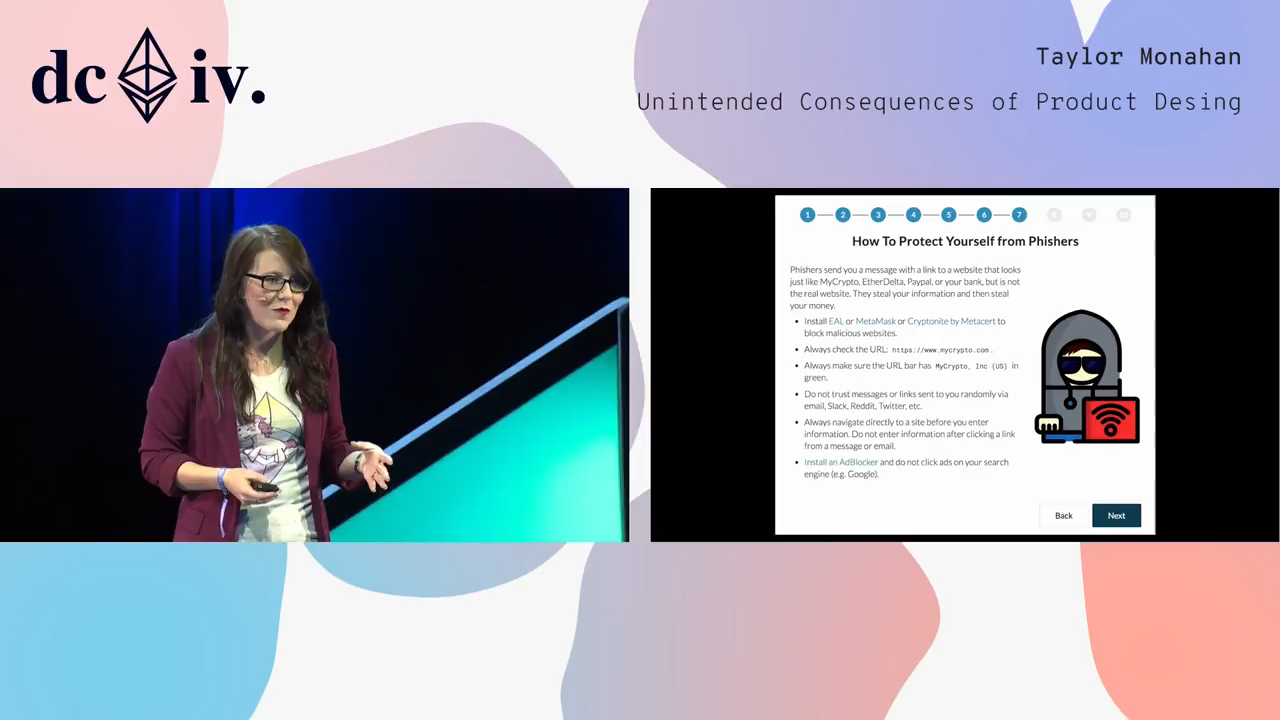 dc iv.
Taylor Monahan
Unintended Consequences of Product Desing
1 2 3 4 5 6 7 8 9 10
How To Protect Yourself from Phishers
Phishers send you a message with a link to a website that looks
just like MyCrypto, EtherDelta, Paypal, or your bank, but is not
the real website. They steal your information and then steal
your money.
• Install EAL or MetaMask or Cryptonite by Metacert to
block malicious websites.
• Always check the URL: https://www.mycrypto.com.
• Always make sure the URL bar has MyCrypto, Inc (US) in
green.
• Do not trust messages or links sent to you randomly via
email, Slack, Reddit, Twitter, etc.
• Always navigate directly to a site before you enter
information. Do not enter information after clicking a link
from a message or email.
• Install an AdBlocker and do not click ads on your search
engine (e.g. Google).
Back
Next